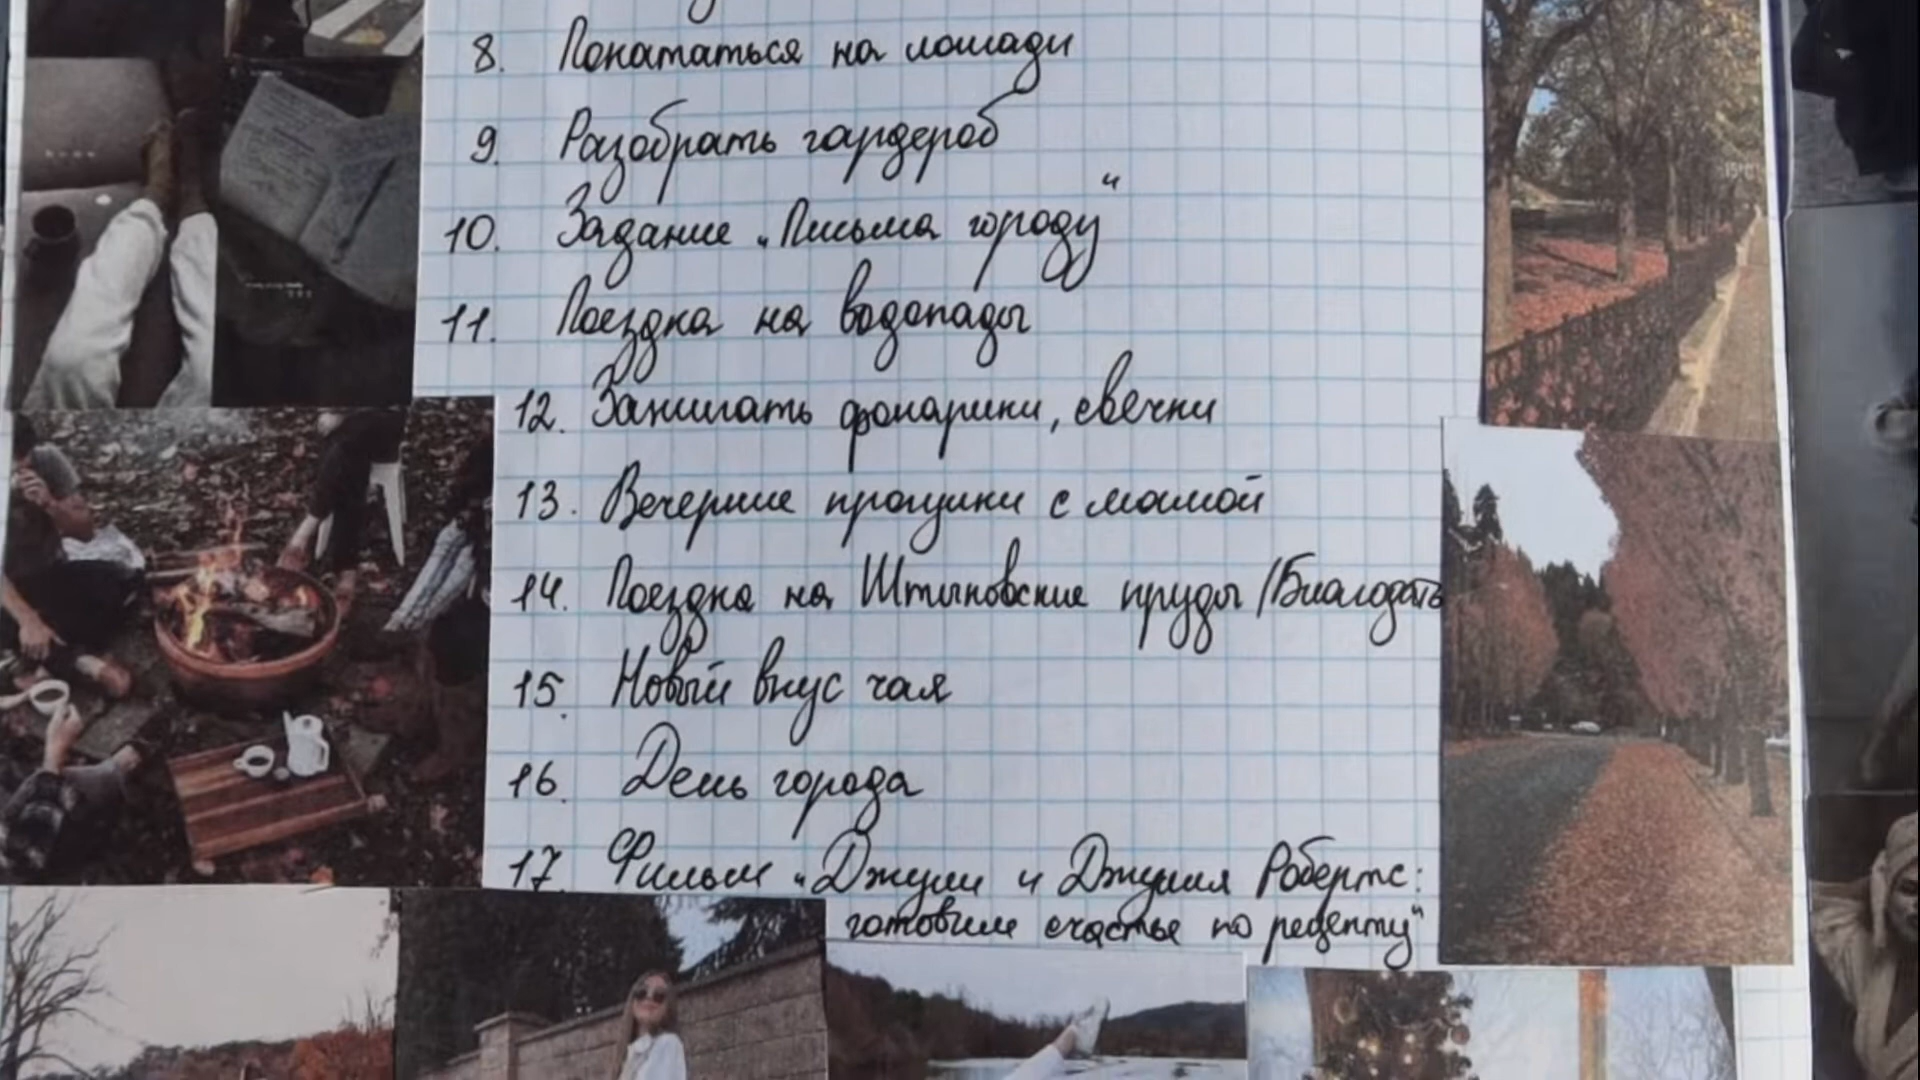 8. Покататься на лошади
9. Разобрать гардероб
10. Задание „Письма городу"
11. Поездка на водопады
12. Зажигать фонарики, свечки
13. Вечерние прогулки с мамой
14. Поездка на Штыковские пруды /Благодать
15. Новый вкус чая
16. День города
17. Фильм „Джули и Джулия Робертс:
готовим счастье по рецепту"